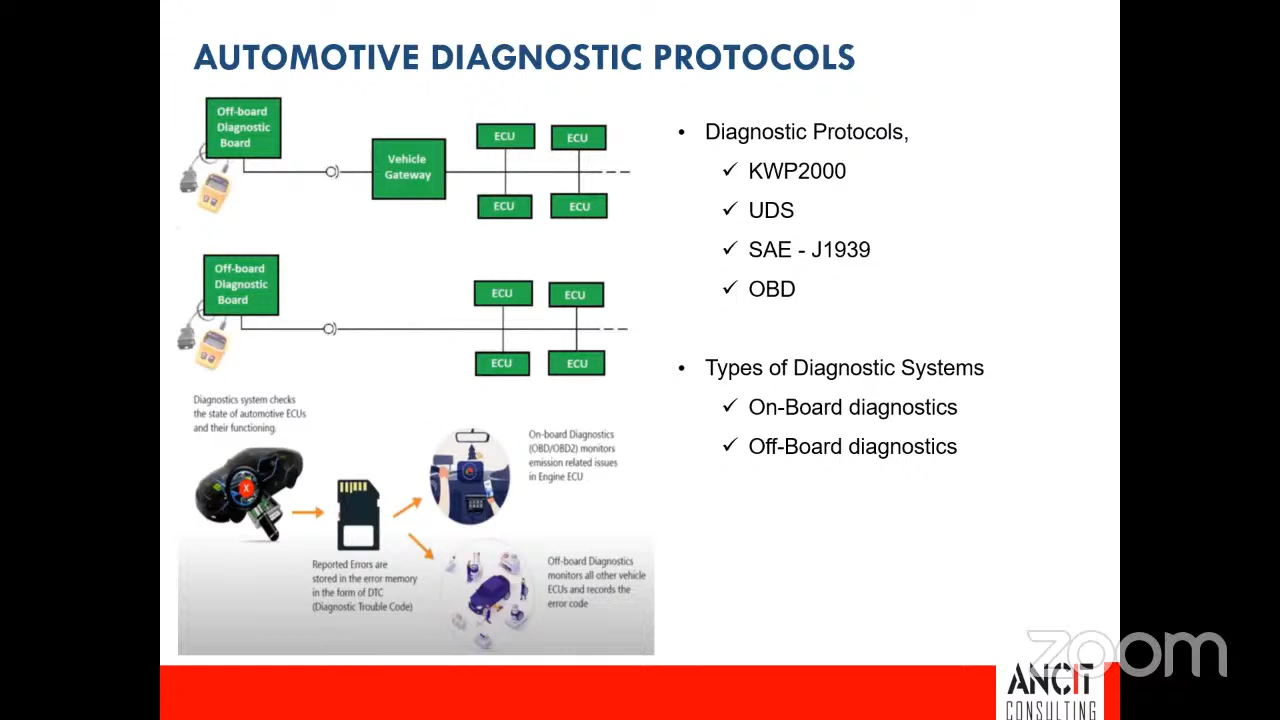 AUTOMOTIVE DIAGNOSTIC PROTOCOLS
Off-board
Diagnostic
Board
Vehicle
Gateway
ECU
ECU
ECU
ECU
Off-board
Diagnostic
Board
ECU
ECU
ECU
ECU
Diagnostics system checks
the state of automotive ECUs
and their functioning.
X
Reported Errors are
stored in the error memory
in the form of DTC
(Diagnostic Trouble Code)
On-board Diagnostics
(OBD/OBD2) monitors
emission related issues
in Engine ECU
Off-board Diagnostics
monitors all other vehicle
ECUs and records the
error code
• Diagnostic Protocols,
✓ KWP2000
✓ UDS
✓ SAE - J1939
✓ OBD
• Types of Diagnostic Systems
✓ On-Board diagnostics
✓ Off-Board diagnostics
zoom
ANCIT
CONSULTING